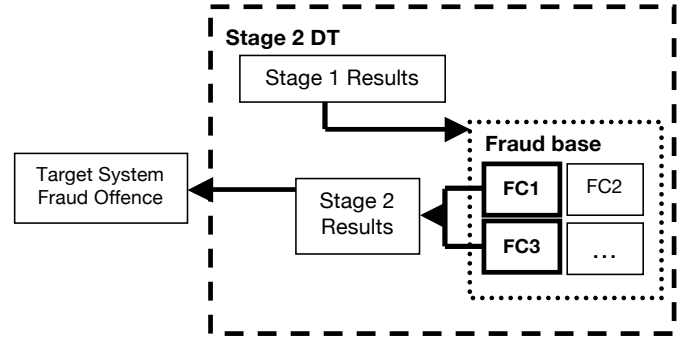 Stage 2 DT
Stage 1 Results
Fraud base
Target System
Fraud Offence
Stage 2
Results
FC1
FC2
FC3
...